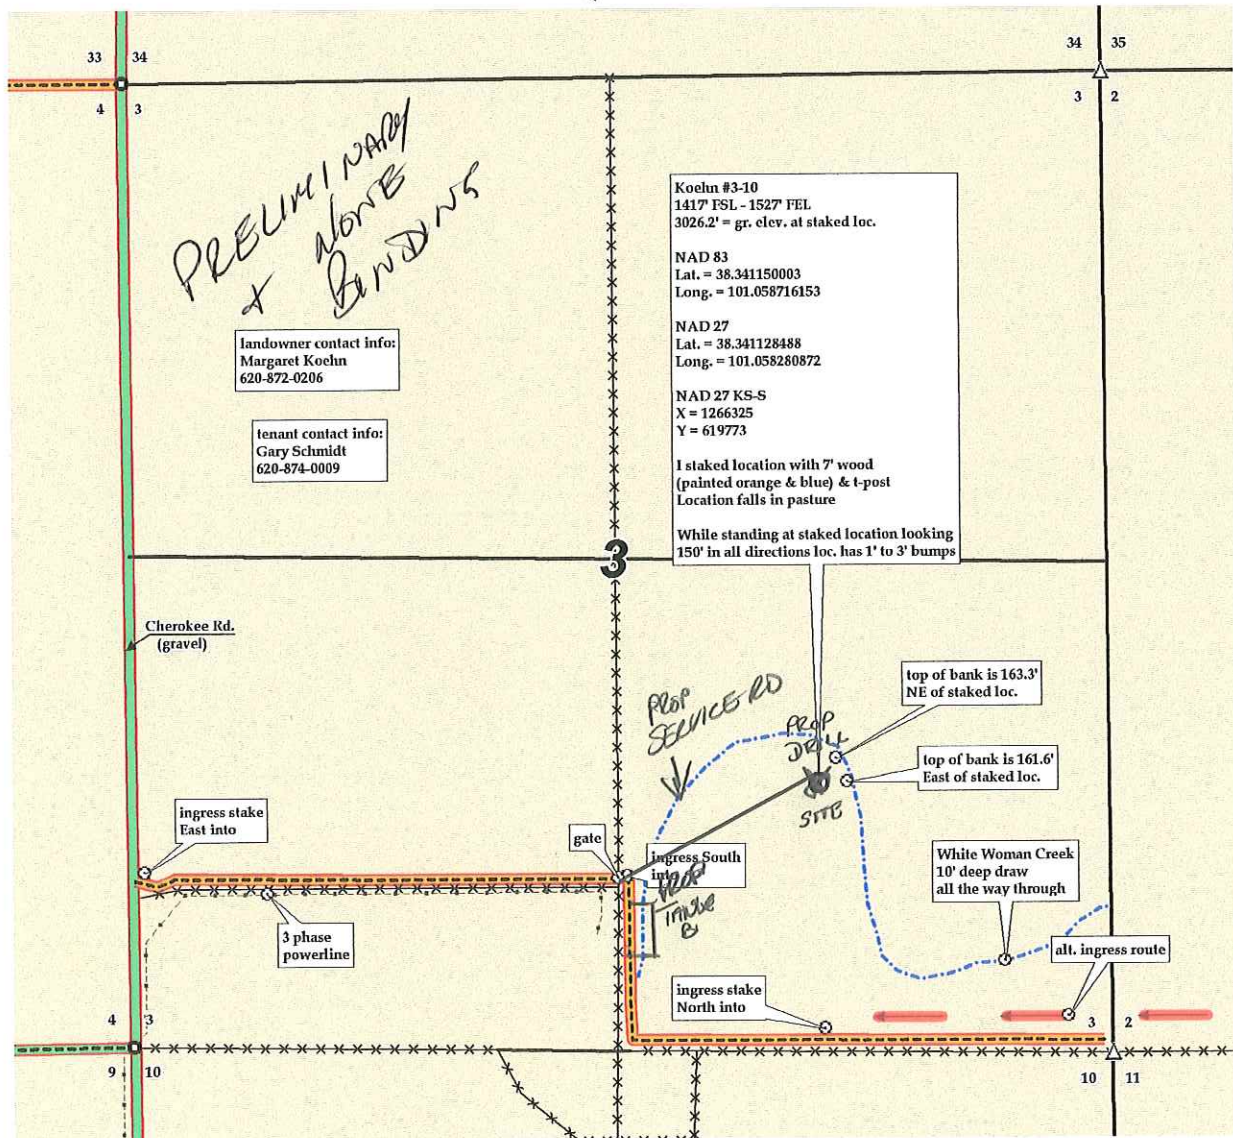 33 34
4 3
34 35
3 2
PRELIMINARY
+ NONE
BINDING
landowner contact info:
Margaret Koehn
620-872-0206
tenant contact info:
Gary Schmidt
620-874-0009
Koehn #3-10
1417' FSL - 1527' FEL
3026.2' = gr. elev. at staked loc.
NAD 83
Lat. = 38.341150003
Long. = 101.058716153
NAD 27
Lat. = 38.341128488
Long. = 101.058280872
NAD 27 KS-S
X = 1266325
Y = 619773
I staked location with 7' wood
(painted orange & blue) & t-post
Location falls in pasture
While standing at staked location looking
150' in all directions loc. has 1' to 3' bumps
3
Cherokee Rd.
(gravel)
PROP
SERVICE RD
PROP
DRILL
SITE
top of bank is 163.3'
NE of staked loc.
top of bank is 161.6'
East of staked loc.
ingress stake
East into
gate
ingress South
into
PROP
TANK
B
White Woman Creek
10' deep draw
all the way through
3 phase
powerline
alt. ingress route
ingress stake
North into
4 3
9 10
3 2
10 11